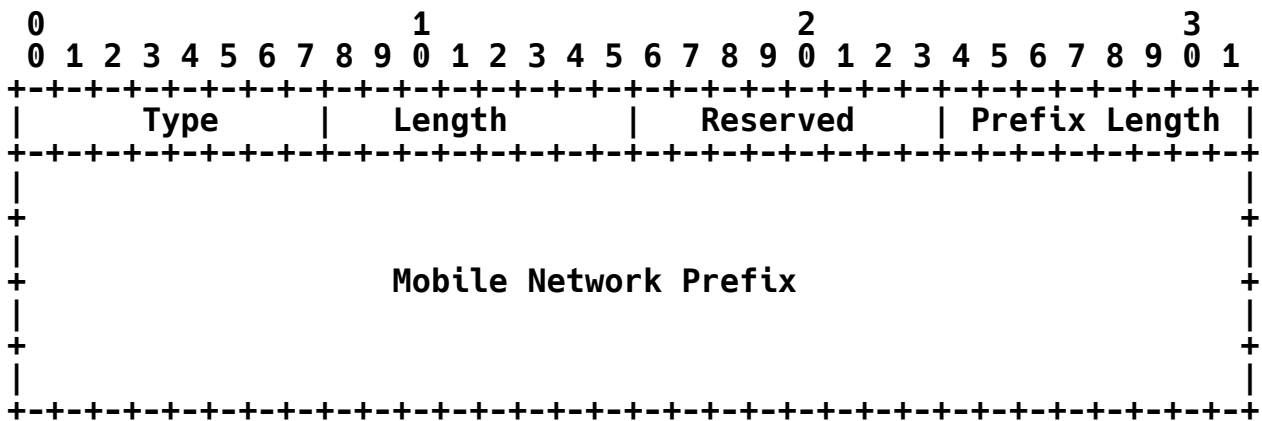 0                   1                   2                   3
 0 1 2 3 4 5 6 7 8 9 0 1 2 3 4 5 6 7 8 9 0 1 2 3 4 5 6 7 8 9 0 1
+-+-+-+-+-+-+-+-+-+-+-+-+-+-+-+-+-+-+-+-+-+-+-+-+-+-+-+-+-+-+-+-+
|      Type     |   Length      |   Reserved    | Prefix Length |
+-+-+-+-+-+-+-+-+-+-+-+-+-+-+-+-+-+-+-+-+-+-+-+-+-+-+-+-+-+-+-+-+
|                                                               |
+                                                               +
|                                                               |
+                   Mobile Network Prefix                       +
|                                                               |
+                                                               +
|                                                               |
+-+-+-+-+-+-+-+-+-+-+-+-+-+-+-+-+-+-+-+-+-+-+-+-+-+-+-+-+-+-+-+-+